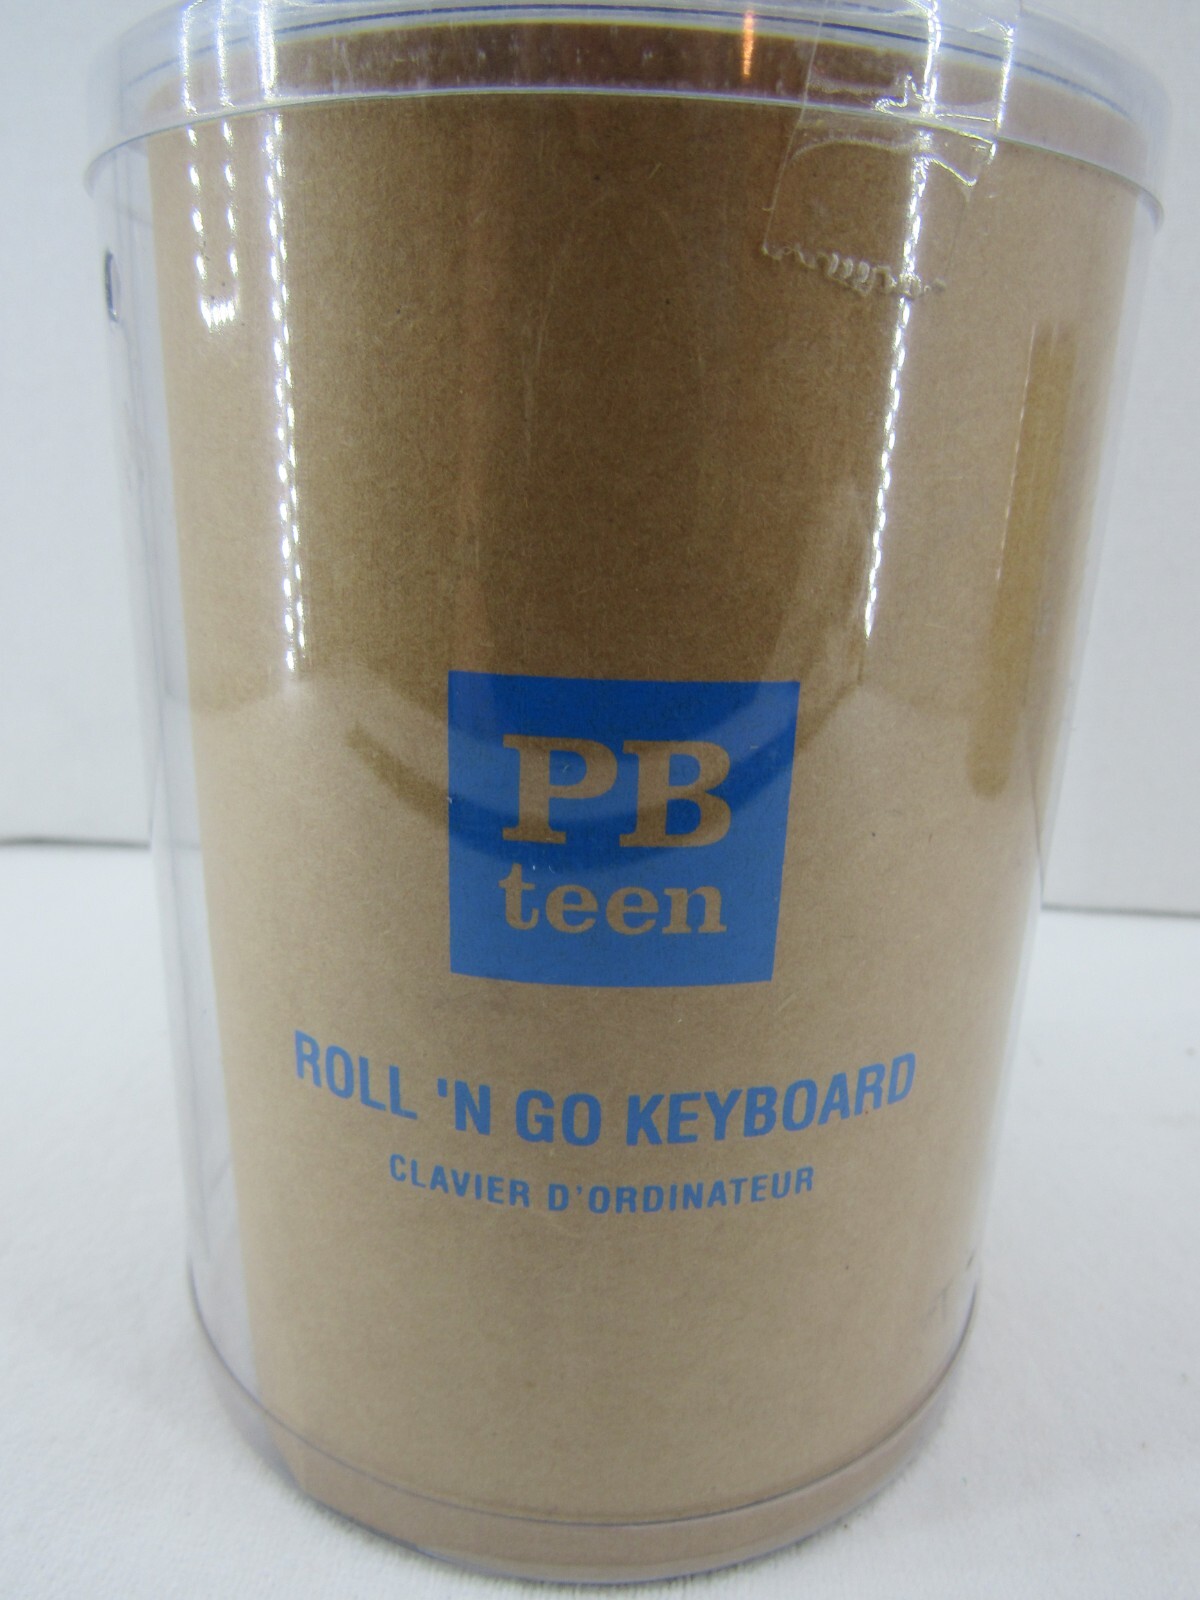 PB
teen
ROLL 'N GO KEYBOARD
CLAVIER D'ORDINATEUR